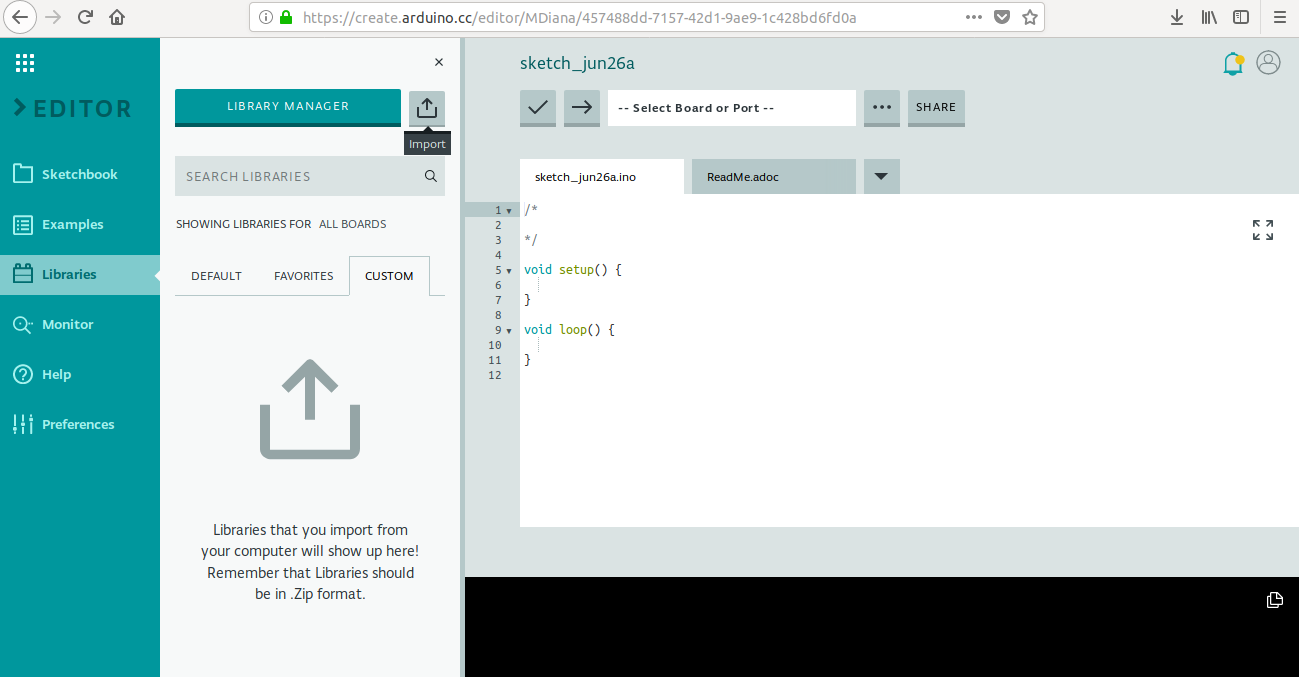 https://create.arduino.cc/editor/MDiana/457488dd-7157-42d1-9ae9-1c428bd6fd0a
EDITOR
Sketchbook
Examples
Libraries
Monitor
Help
Preferences
LIBRARY MANAGER
Import
SEARCH LIBRARIES
SHOWING LIBRARIES FOR ALL BOARDS
DEFAULT FAVORITES CUSTOM
Libraries that you import from
your computer will show up here!
Remember that Libraries should
be in .Zip format.
sketch_jun26a
-- Select Board or Port --
SHARE
sketch_jun26a.ino ReadMe.adoc
1 /*
2
3 */
4
5 void setup() {
6
7 }
8
9 void loop() {
10
11 }
12